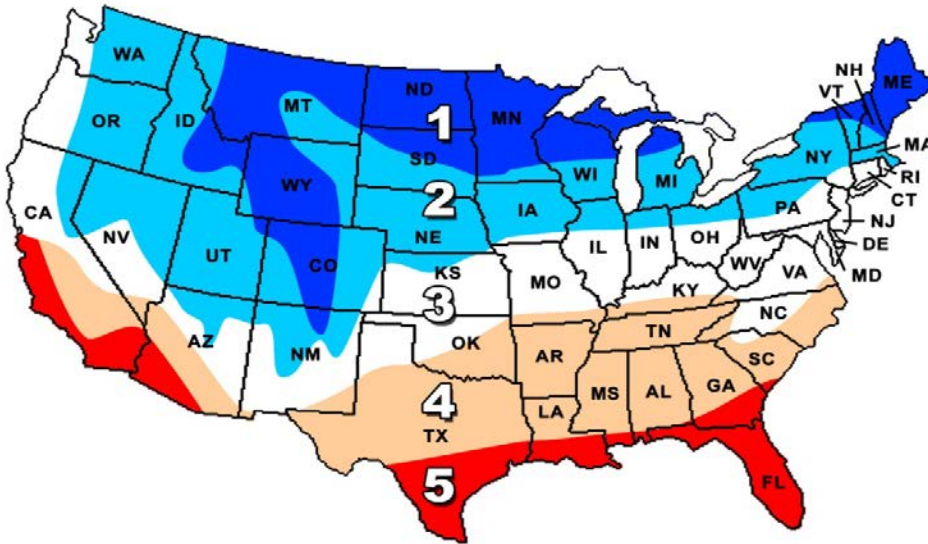 WA
NH
ME
VT
MT
ND
MN
OR
ID
1
MA
SD
NY
WI
MI
RI
WY
CT
2
IA
PA
CA
NE
NJ
NV
IL
IN
OH
DE
UT
CO
KS
WV
VA
MD
MO
3
KY
NC
TN
AZ
OK
NM
AR
SC
MS
AL
GA
4
LA
TX
5
FL